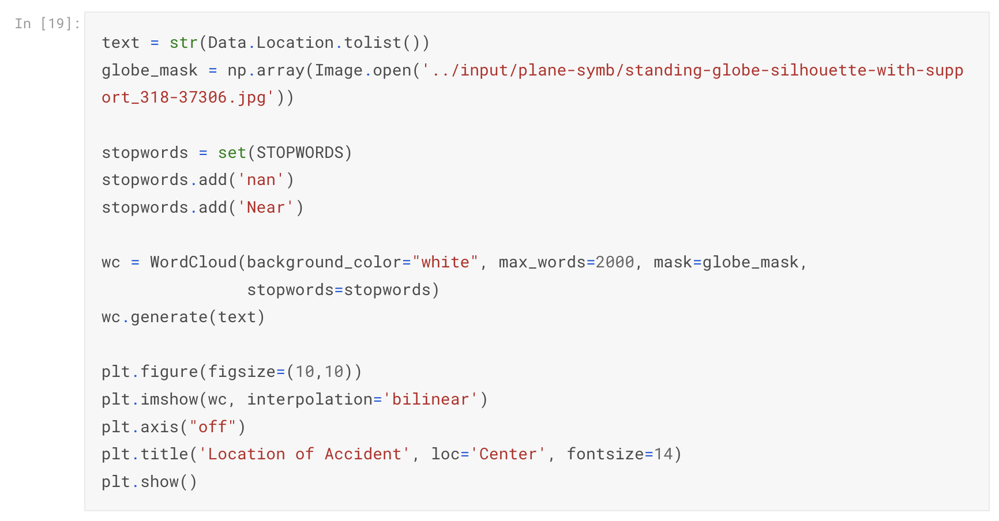 In [19]:
text = str(Data.Location.tolist())
globe_mask = np.array(Image.open('../input/plane-symb/standing-globe-silhouette-with-supp
ort_318-37306.jpg'))
stopwords = set(STOPWORDS)
stopwords.add('nan')
stopwords.add('Near')
wc = WordCloud(background_color="white", max_words=2000, mask=globe_mask,
stopwords=stopwords)
wc.generate(text)
plt.figure(figsize=(10,10))
plt.imshow(wc, interpolation='bilinear')
plt.axis("off")
plt.title('Location of Accident', loc='Center', fontsize=14)
plt.show()